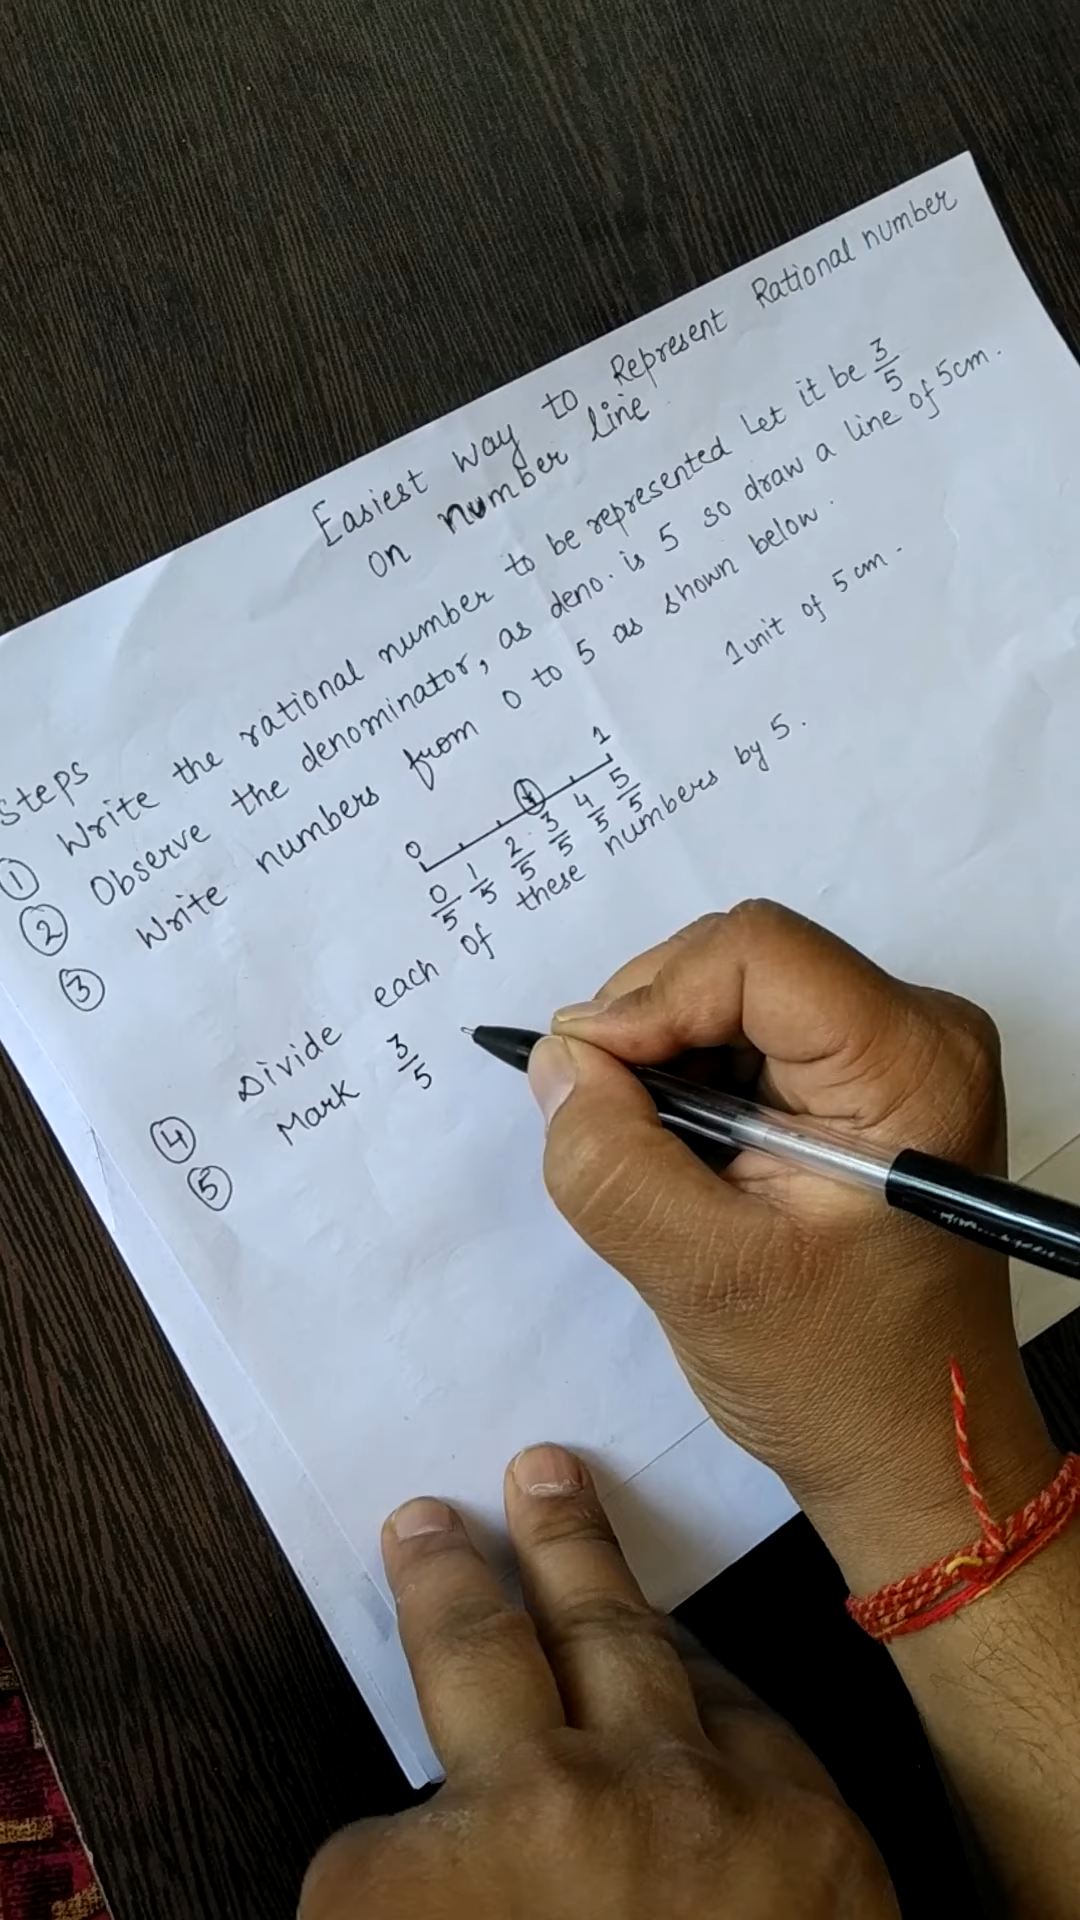 Easiest way to Represent Rational number
on number line.
Steps
① Write the rational number to be represented Let it be 3/5
② Observe the denominator, as deno. is 5 so draw a line of 5cm.
③ Write numbers from 0 to 5 as shown below.
1 unit of 5 cm.
0 1
0/5 1/5 2/5 3/5 4/5 5/5
④ Divide each of these numbers by 5.
⑤ Mark 3/5